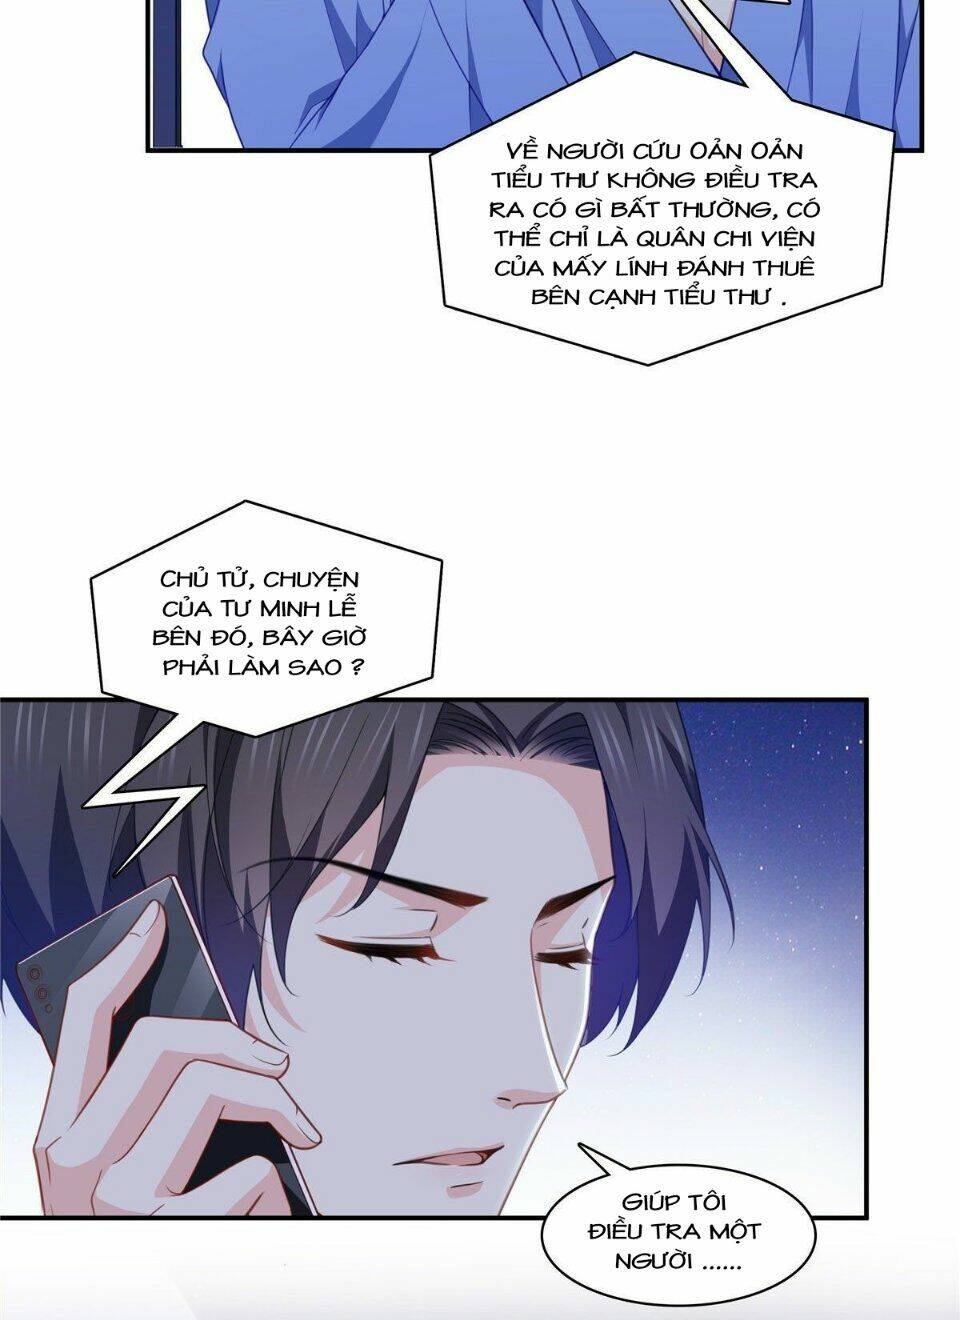 VỀ NGƯỜI CỨU OẢN OẢN
TIỂU THƯ KHÔNG ĐIỀU TRA
RA CÓ GÌ BẤT THƯỜNG, CÓ
THỂ CHỈ LÀ QUÂN CHI VIỆN
CỦA MẤY LÍNH ĐÁNH THUÊ
BÊN CẠNH TIỂU THƯ .
CHỦ TỬ, CHUYỆN
CỦA TƯ MINH LỄ
BÊN ĐÓ, BÂY GIỜ
PHẢI LÀM SAO ?
GIÚP TÔI
ĐIỀU TRA MỘT
NGƯỜI ......